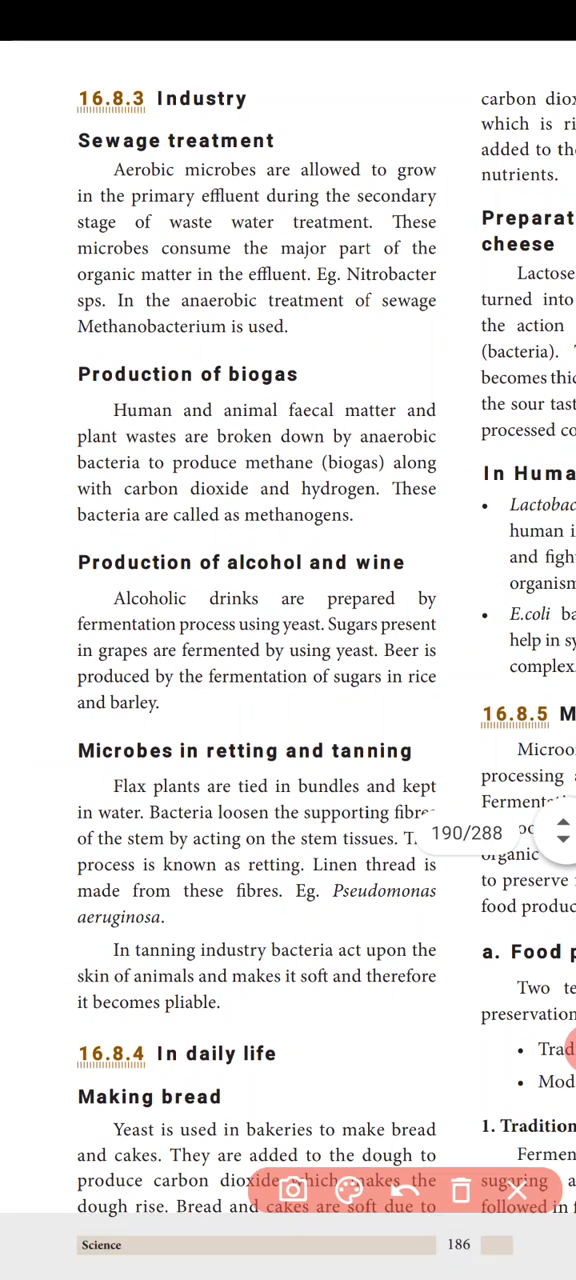 16.8.3 Industry
Sewage treatment
Aerobic microbes are allowed to grow
in the primary effluent during the secondary
stage of waste water treatment. These
microbes consume the major part of the
organic matter in the effluent. Eg. Nitrobacter
sps. In the anaerobic treatment of sewage
Methanobacterium is used.
Production of biogas
Human and animal faecal matter and
plant wastes are broken down by anaerobic
bacteria to produce methane (biogas) along
with carbon dioxide and hydrogen. These
bacteria are called as methanogens.
Production of alcohol and wine
Alcoholic drinks are prepared by
fermentation process using yeast. Sugars present
in grapes are fermented by using yeast. Beer is
produced by the fermentation of sugars in rice
and barley.
Microbes in retting and tanning
Flax plants are tied in bundles and kept
in water. Bacteria loosen the supporting fibres
of the stem by acting on the stem tissues.
process is known as retting. Linen thread is
made from these fibres. Eg. Pseudomonas
aeruginosa.
In tanning industry bacteria act upon the
skin of animals and makes it soft and therefore
it becomes pliable.
16.8.4 In daily life
Making bread
Yeast is used in bakeries to make bread
and cakes. They are added to the dough to
produce carbon dioxide which makes the
dough rise. Bread and cakes are soft due to
Science
186
carbon
which is
added to
nutrients.
cheese
Lactose
turned into
the action
(bacteria).
becomes
the sour
processed
In
human
and
•
E.coli
help in
complex.
16.8.5
processing
190/288
organic
to preserve
food
a. Food
Two
preservation
•
•
1.
sugaring
followed in